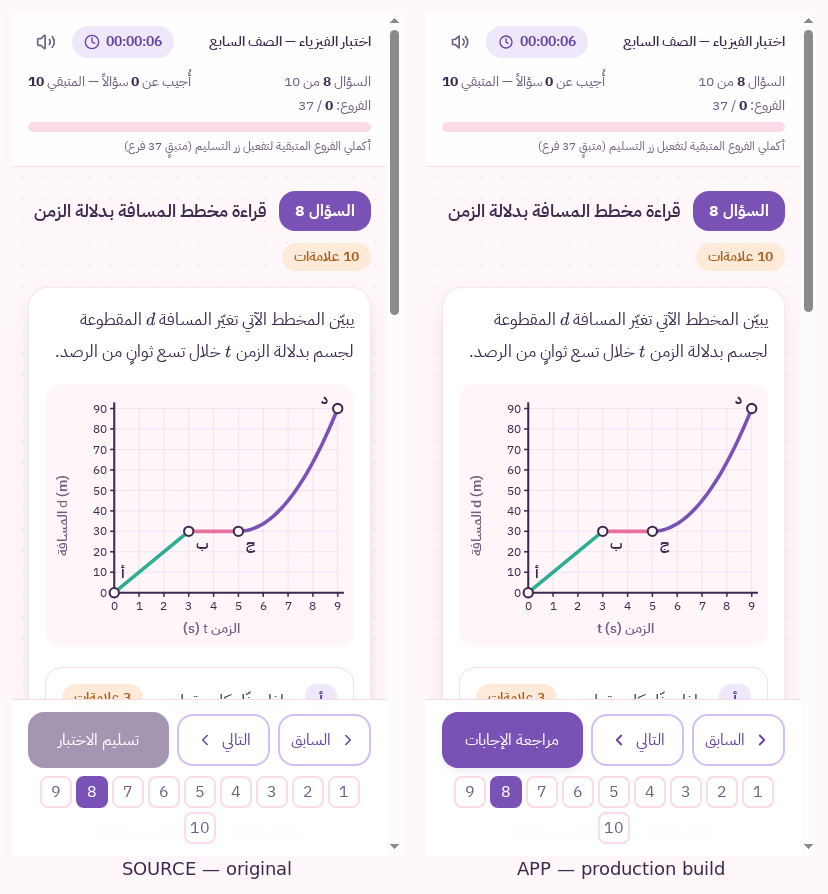 اختبار الفيزياء — الصف السابع
00:00:06
السؤال 8 من 10
أُجيب عن 0 سؤالاً — المتبقي 10
الفروع: 0 / 37
أكملي الفروع المتبقية لتفعيل زر التسليم (متبقٍ 37 فرع)
السؤال 8
قراءة مخطط المسافة بدلالة الزمن
10 علامةات
يبيّن المخطط الآتي تغيّر المسافة d المقطوعة
لجسم بدلالة الزمن t خلال تسع ثوانٍ من الرصد.
المسافة d (m)
90
80
70
60
50
40
30
20
10
0
أ
ب
ج
د
0 1 2 3 4 5 6 7 8 9
الزمن t (s)
أ
3 علامةات
السابق
التالي
تسليم الاختبار
1 2 3 4 5 6 7 8 9
10
SOURCE — original
اختبار الفيزياء — الصف السابع
00:00:06
السؤال 8 من 10
أُجيب عن 0 سؤالاً — المتبقي 10
الفروع: 0 / 37
أكملي الفروع المتبقية لتفعيل زر التسليم (متبقٍ 37 فرع)
السؤال 8
قراءة مخطط المسافة بدلالة الزمن
10 علامةات
يبيّن المخطط الآتي تغيّر المسافة d المقطوعة
لجسم بدلالة الزمن t خلال تسع ثوانٍ من الرصد.
المسافة d (m)
90
80
70
60
50
40
30
20
10
0
أ
ب
ج
د
0 1 2 3 4 5 6 7 8 9
الزمن t (s)
أ
3 علامةات
السابق
التالي
مراجعة الإجابات
1 2 3 4 5 6 7 8 9
10
APP — production build